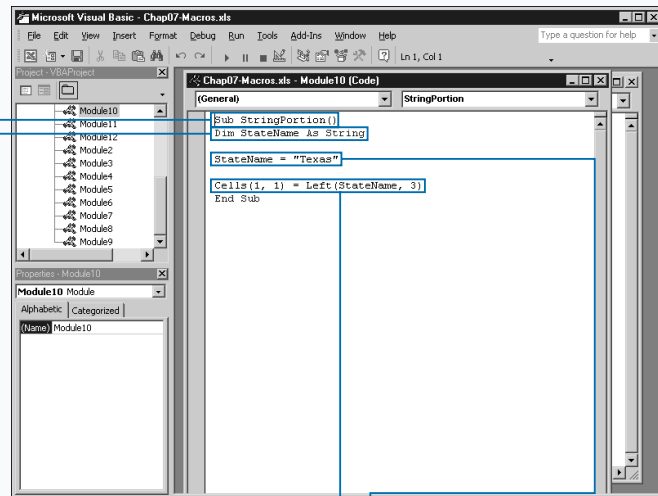 Microsoft Visual Basic - Chap07-Macros.xls
File Edit View Insert Format Debug Run Tools Add-Ins Window Help
Type a question for help
Ln 1, Col 1
Project - VBAProject
Module10
Module11
Module12
Module2
Module3
Module4
Module5
Module6
Module7
Module8
Module9
Properties - Module10
Module10 Module
Alphabetic Categorized
(Name) Module10
Chap07-Macros.xls - Module10 (Code)
(General) StringPortion
Sub StringPortion()
Dim StateName As String
StateName = "Texas"
Cells(1, 1) = Left(StateName, 3)
End Sub